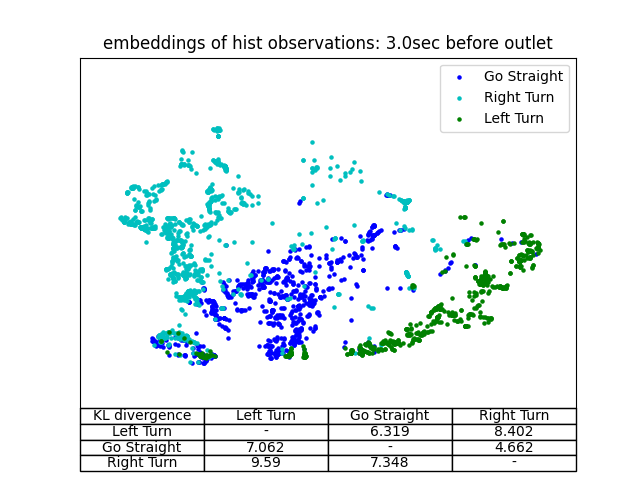 embeddings of hist observations: 3.0sec before outlet
Go Straight
Right Turn
Left Turn
KL divergence Left Turn Go Straight Right Turn
Left Turn - 6.319 8.402
Go Straight 7.062 - 4.662
Right Turn 9.59 7.348 -